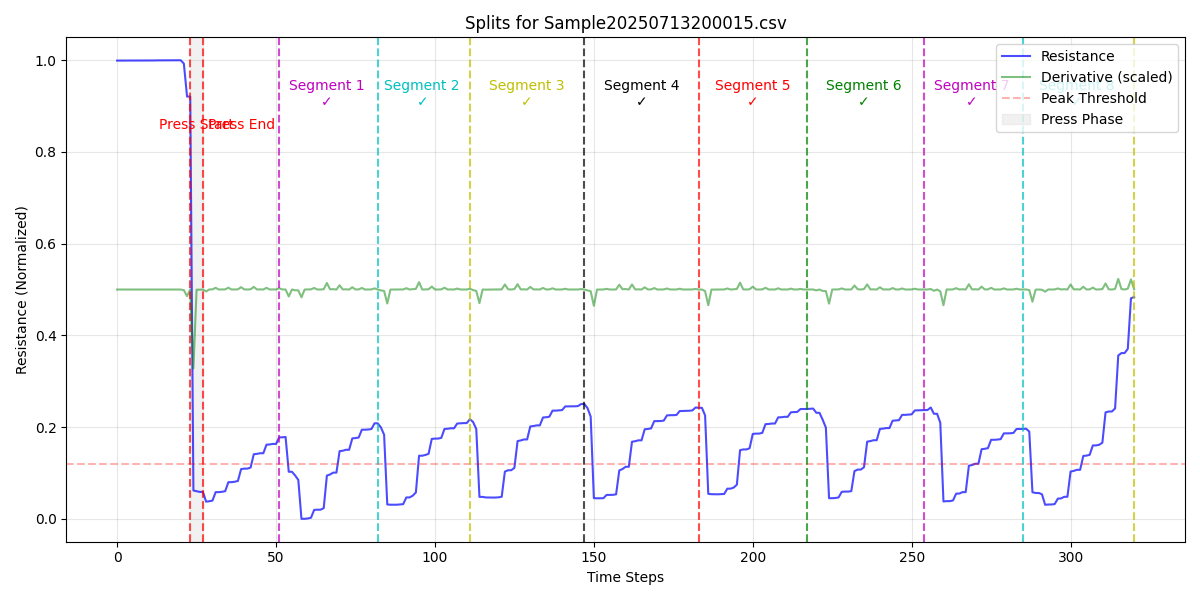 Splits for Sample20250713200015.csv
Resistance (Normalized)
1.0
0.8
0.6
0.4
0.2
0.0
Segment 1
✓
Segment 2
✓
Segment 3
✓
Segment 4
✓
Segment 5
✓
Segment 6
✓
Segment 7
✓
Segment 8
Press Start
Press End
Resistance
Derivative (scaled)
Peak Threshold
Press Phase
0
50
100
150
200
250
300
Time Steps